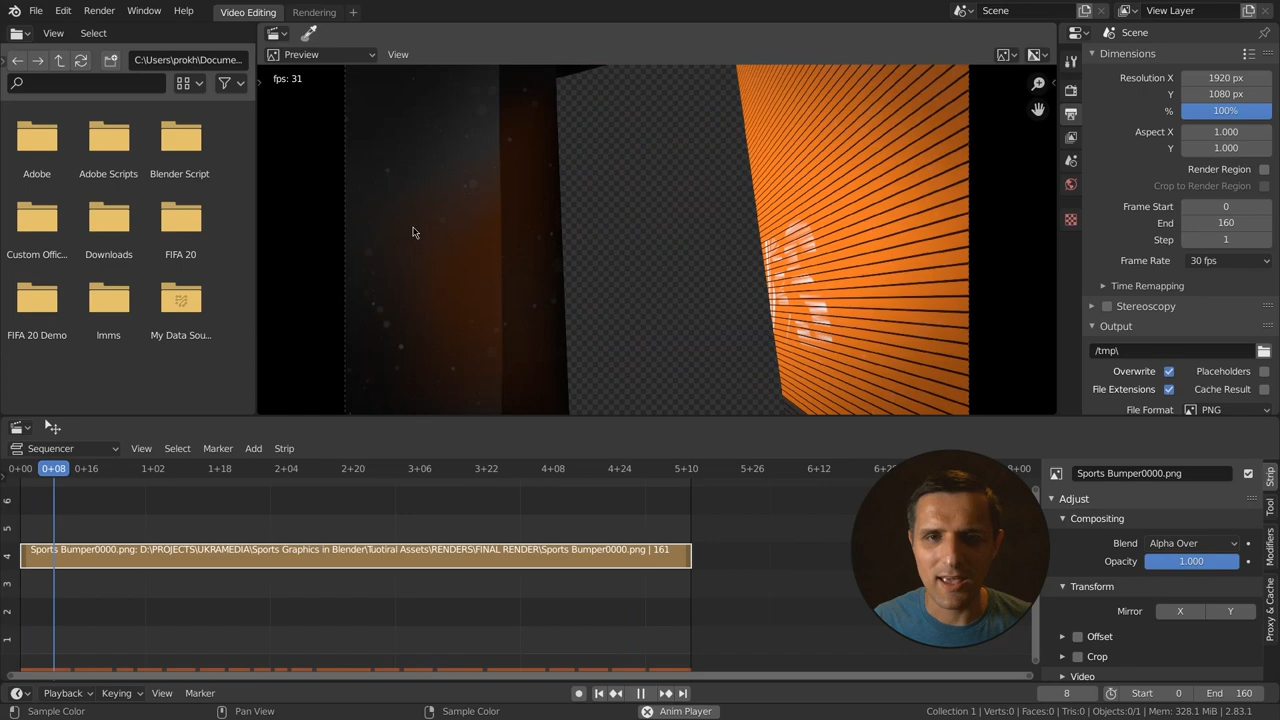 File Edit Render Window Help Video Editing Rendering + Scene View Layer
View Select Scene
Preview View
C:\users\prokh\Docume...
fps: 31
Dimensions
Resolution X 1920 px
Y 1080 px
% 100%
Aspect X 1.000
Y 1.000
Render Region
Crop to Render Region
Frame Start 0
End 160
Step 1
Frame Rate 30 fps
Time Remapping
Stereoscopy
Output
/tmp\
Overwrite Placeholders
File Extensions Cache Result
File Format PNG
Adobe Adobe Scripts Blender Script
Custom Offic... Downloads FIFA 20
FIFA 20 Demo lmms My Data Sou...
Sequencer View Select Marker Add Strip
0+00 0+08 0+16 1+02 1+18 2+04 2+20 3+06 3+22 4+08 4+24 5+10 5+26 6+12
6
5
4
3
2
1
Sports Bumper0000.png: D:\PROJECTS\UKRAMEDIA\Sports Graphics in Blender\Tuotiral Assets\RENDERS\FINAL RENDER\Sports Bumper0000.png | 161
Sports Bumper0000.png
Adjust
Compositing
Blend Alpha Over
Opacity 1.000
Transform
Mirror X Y
Offset
Crop
Video
Strip
Tool
Modifiers
Proxy & Cache
Playback Keying View Marker 8 Start 0 End 160
Sample Color Pan View Sample Color Anim Player Collection 1 | Verts:0 | Faces:0 | Tris:0 | Objects:0/1 | Mem: 328.1 MiB | 2.83.1